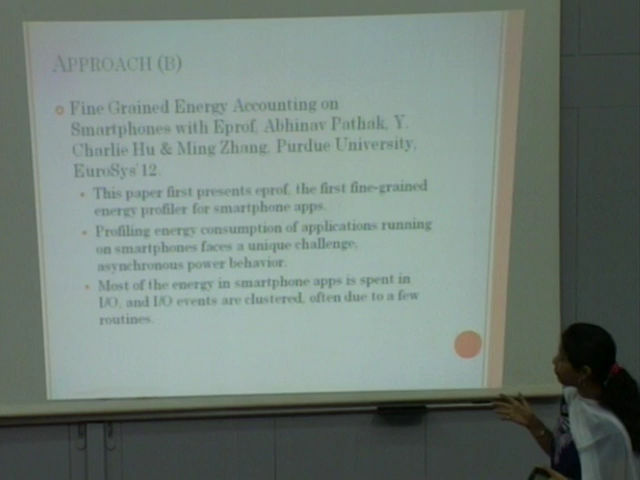 APPROACH (B)
Fine Grained Energy Accounting on
Smartphones with Eprof, Abhinav Pathak, Y.
Charlie Hu & Ming Zhang, Purdue University,
EuroSys'12.
This paper first presents eprof, the first fine-grained
energy profiler for smartphone apps.
Profiling energy consumption of applications running
on smartphones faces a unique challenge,
asynchronous power behavior.
Most of the energy in smartphone apps is spent in
I/O, and I/O events are clustered, often due to a few
routines.